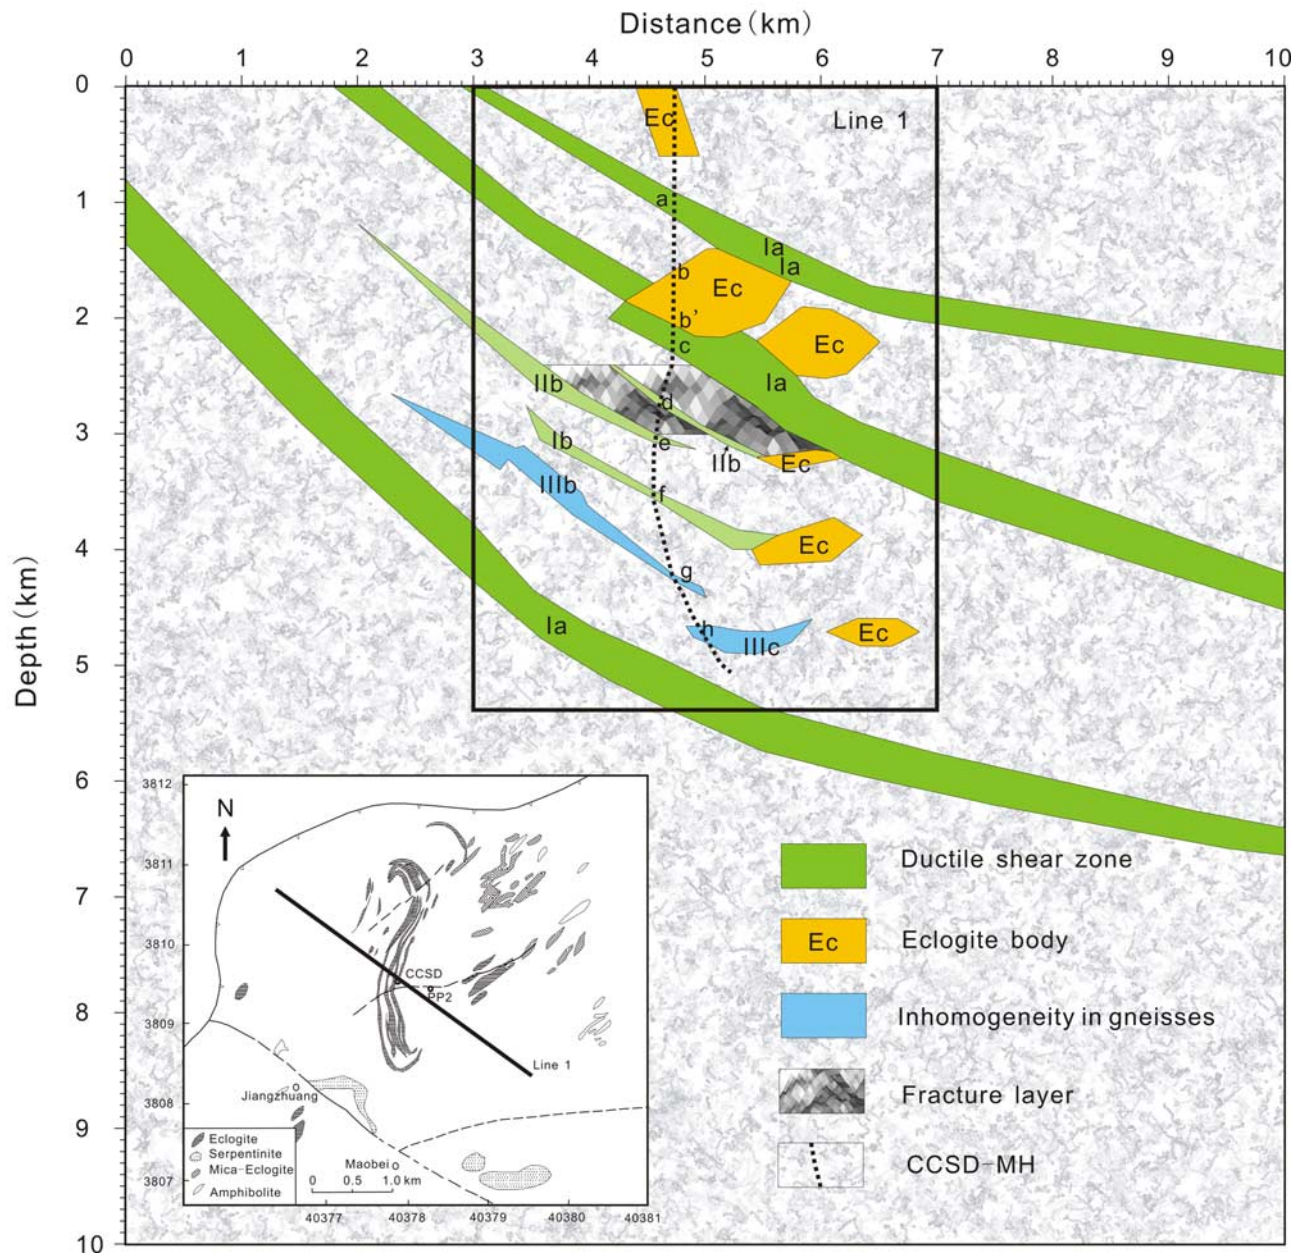 Distance (km)
0 1 2 3 4 5 6 7 8 9 10
Depth (km)
0
1
2
3
4
5
6
7
8
9
10
Line 1
Ec
a
Ia
Ia
b
Ec
b'
c
Ec
Ia
IIb
d
e
IIb
Ec
Ib
IIIb
f
Ec
g
Ia
h
IIIc
Ec
3812
3811
3810
3809
3808
3807
N
CCSD
PP2
Line 1
Jiangzhuang
Maobei
Eclogite
Serpentinite
Mica-Eclogite
Amphibolite
0 0.5 1.0 km
40377 40378 40379 40380 40381
Ductile shear zone
Ec Eclogite body
Inhomogeneity in gneisses
Fracture layer
CCSD-MH